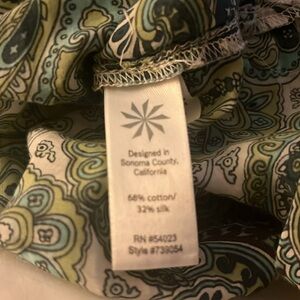 Designed in
Sonoma County,
California
68% cotton/
32% silk
RN #54023
Style #739054